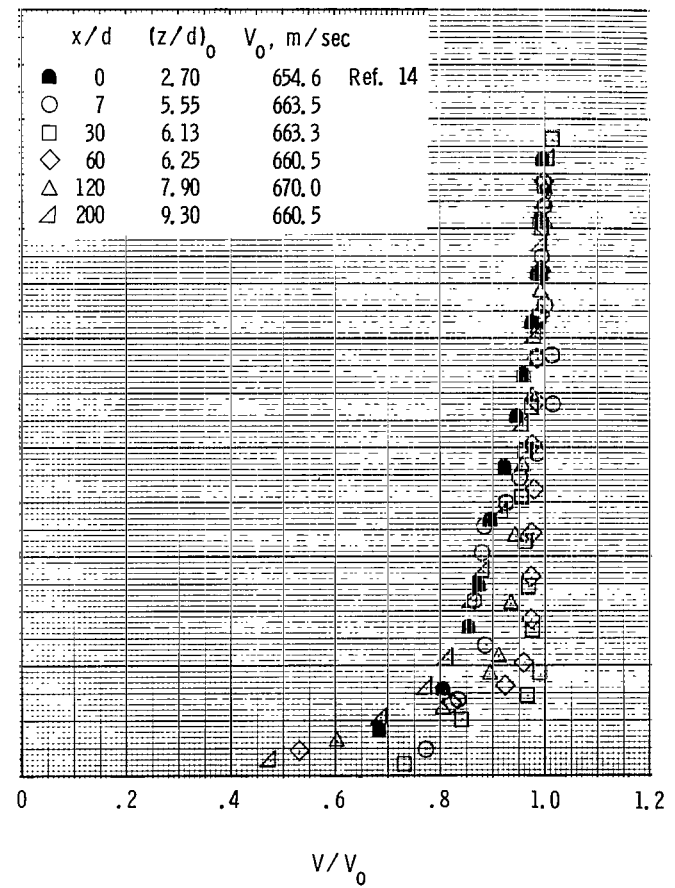 x/d (z/d)₀ V₀, m/sec
0 2.70 654.6 Ref. 14
7 5.55 663.5
30 6.13 663.3
60 6.25 660.5
120 7.90 670.0
200 9.30 660.5
0 .2 .4 .6 .8 1.0 1.2
V/V₀